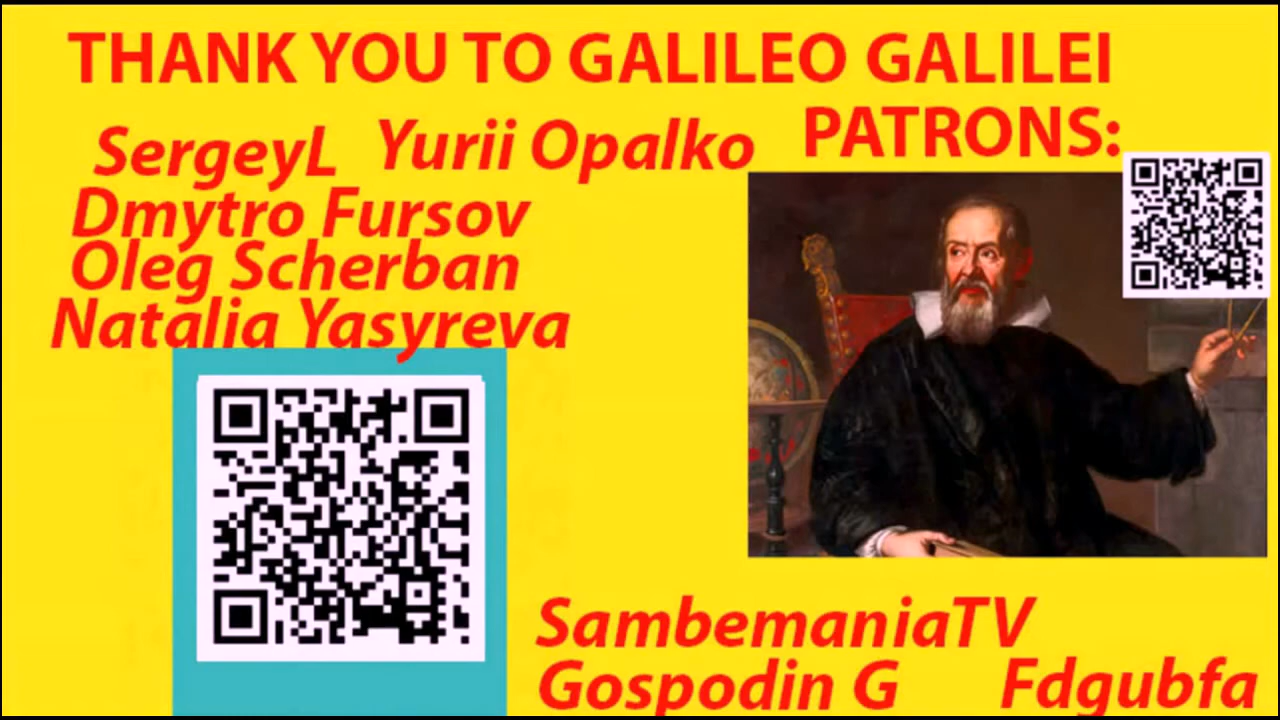 THANK YOU TO GALILEO GALILEI
PATRONS:
SergeyL Yurii Opalko
Dmytro Fursov
Oleg Scherban
Natalia Yasyreva
SambemaniaTV
Gospodin G Fdgubfa